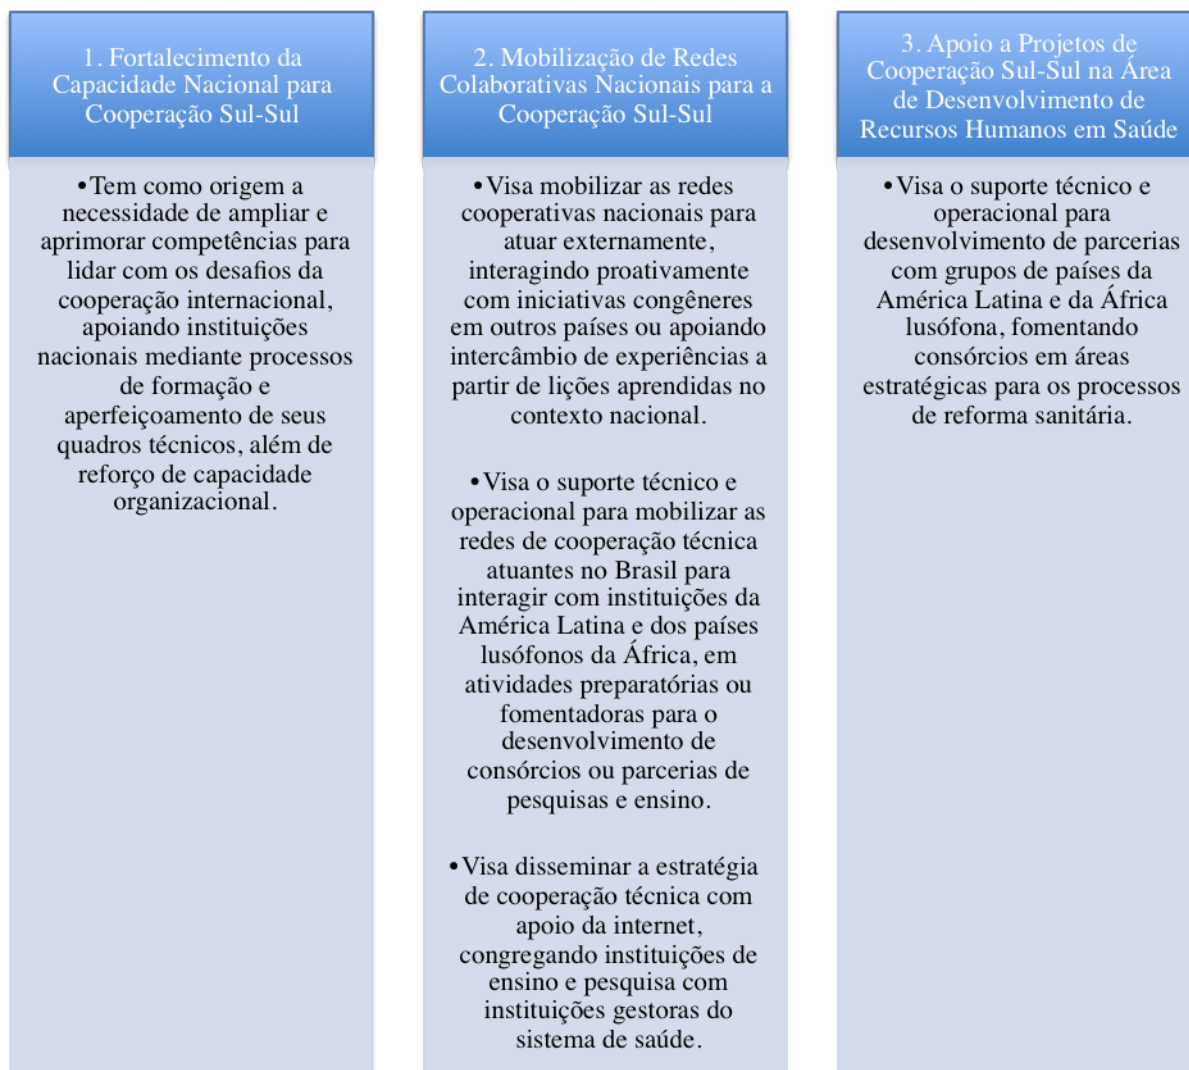 1. Fortalecimento da
Capacidade Nacional para
Cooperação Sul-Sul
•Tem como origem a
necessidade de ampliar e
aprimorar competências para
lidar com os desafios da
cooperação internacional,
apoiando instituições
nacionais mediante processos
de formação e
aperfeiçoamento de seus
quadros técnicos, além de
reforço de capacidade
organizacional.
2. Mobilização de Redes
Colaborativas Nacionais para a
Cooperação Sul-Sul
•Visa mobilizar as redes
cooperativas nacionais para
atuar externamente,
interagindo proativamente
com iniciativas congêneres
em outros países ou apoiando
intercâmbio de experiências a
partir de lições aprendidas no
contexto nacional.
•Visa o suporte técnico e
operacional para mobilizar as
redes de cooperação técnica
atuantes no Brasil para
interagir com instituições da
América Latina e dos países
lusófonos da África, em
atividades preparatórias ou
fomentadoras para o
desenvolvimento de
consórcios ou parcerias de
pesquisas e ensino.
•Visa disseminar a estratégia
de cooperação técnica com
apoio da internet,
congregando instituições de
ensino e pesquisa com
instituições gestoras do
sistema de saúde.
3. Apoio a Projetos de
Cooperação Sul-Sul na Área
de Desenvolvimento de
Recursos Humanos em Saúde
•Visa o suporte técnico e
operacional para
desenvolvimento de parcerias
com grupos de países da
América Latina e da África
lusófona, fomentando
consórcios em áreas
estratégicas para os processos
de reforma sanitária.